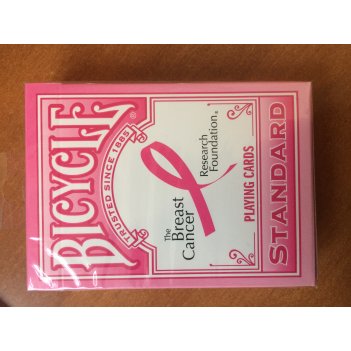 BICYCLE®
TRUSTED SINCE 1885
The
Breast
Cancer
Research
Foundation®
PLAYING CARDS
STANDARD